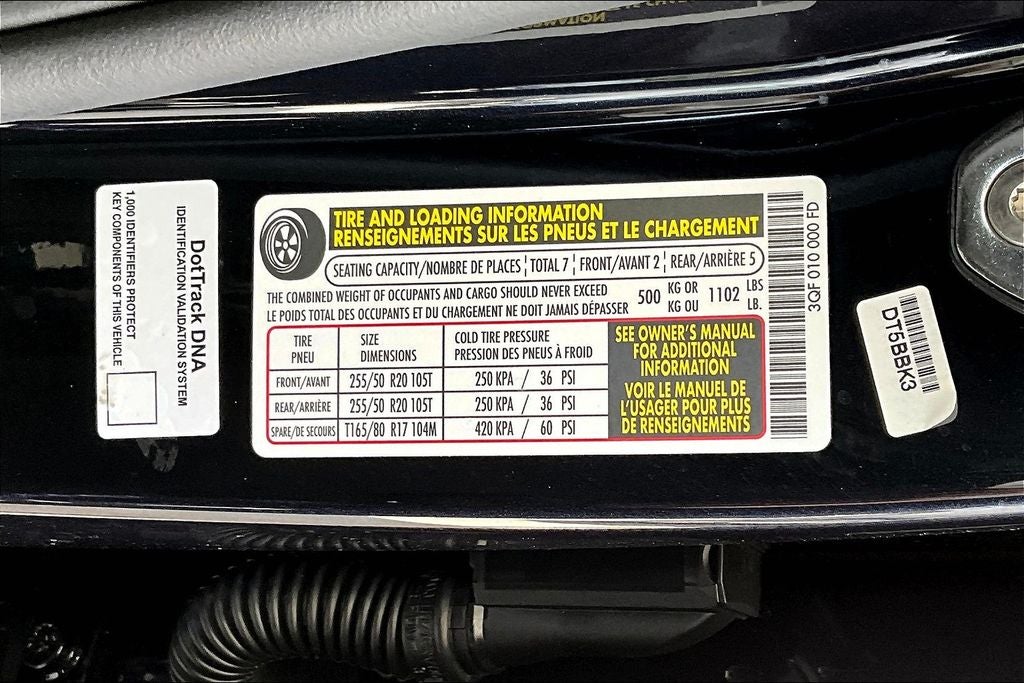 TIRE AND LOADING INFORMATION
RENSEIGNEMENTS SUR LES PNEUS ET LE CHARGEMENT
SEATING CAPACITY/NOMBRE DE PLACES TOTAL 7 FRONT/AVANT 2 REAR/ARRIÈRE 5
THE COMBINED WEIGHT OF OCCUPANTS AND CARGO SHOULD NEVER EXCEED 500 KG OR 1102 LBS
LE POIDS TOTAL DES OCCUPANTS ET DU CHARGEMENT NE DOIT JAMAIS DÉPASSER KG OU LB.
TIRE SIZE COLD TIRE PRESSURE
PNEU DIMENSIONS PRESSION DES PNEUS À FROID
FRONT/AVANT 255/50 R20 105T 250 KPA / 36 PSI
REAR/ARRIÈRE 255/50 R20 105T 250 KPA / 36 PSI
SPARE/DE SECOURS T165/80 R17 104M 420 KPA / 60 PSI
SEE OWNER'S MANUAL
FOR ADDITIONAL
INFORMATION
VOIR LE MANUEL DE
L'USAGER POUR PLUS
DE RENSEIGNEMENTS
3QF 010 000 FD
DotTrack DNA
IDENTIFICATION VALIDATION SYSTEM
1,000 IDENTIFIERS PROTECT
KEY COMPONENTS OF THIS VEHICLE
DT5BBK3